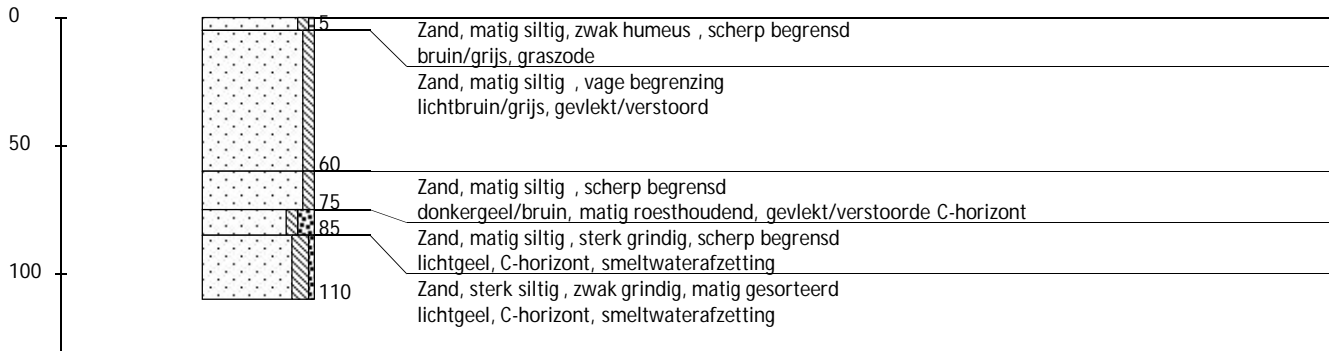 0
5
Zand, matig siltig, zwak humeus , scherp begrensd
bruin/grijs, graszode
Zand, matig siltig , vage begrenzing
lichtbruin/grijs, gevlekt/verstoord
50
60
Zand, matig siltig , scherp begrensd
75
donkergeel/bruin, matig roesthoudend, gevlekt/verstoorde C-horizont
85
Zand, matig siltig , sterk grindig, scherp begrensd
lichtgeel, C-horizont, smeltwaterafzetting
100
110
Zand, sterk siltig , zwak grindig, matig gesorteerd
lichtgeel, C-horizont, smeltwaterafzetting